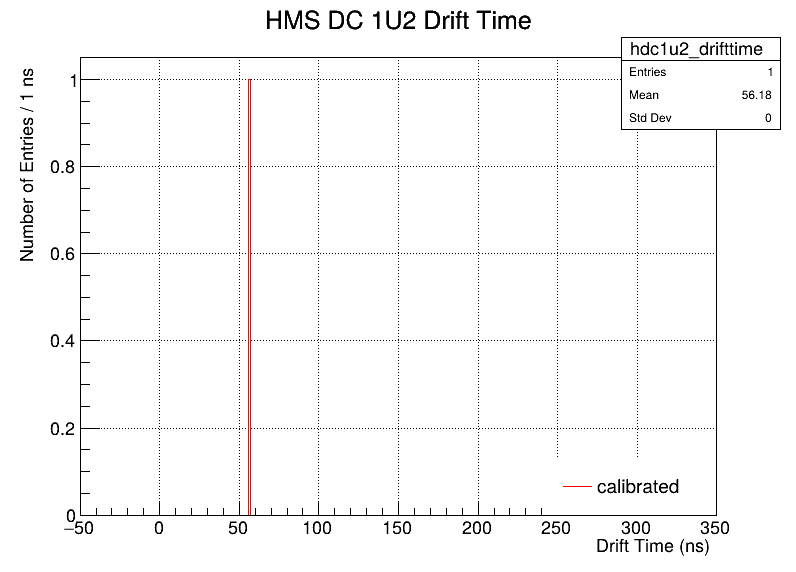 HMS DC 1U2 Drift Time
hdc1u2_drifttime
Entries 1
Mean 56.18
Std Dev 0
Number of Entries / 1 ns
1
0.8
0.6
0.4
0.2
0
−50 0 50 100 150 200 250 300 350
Drift Time (ns)
calibrated